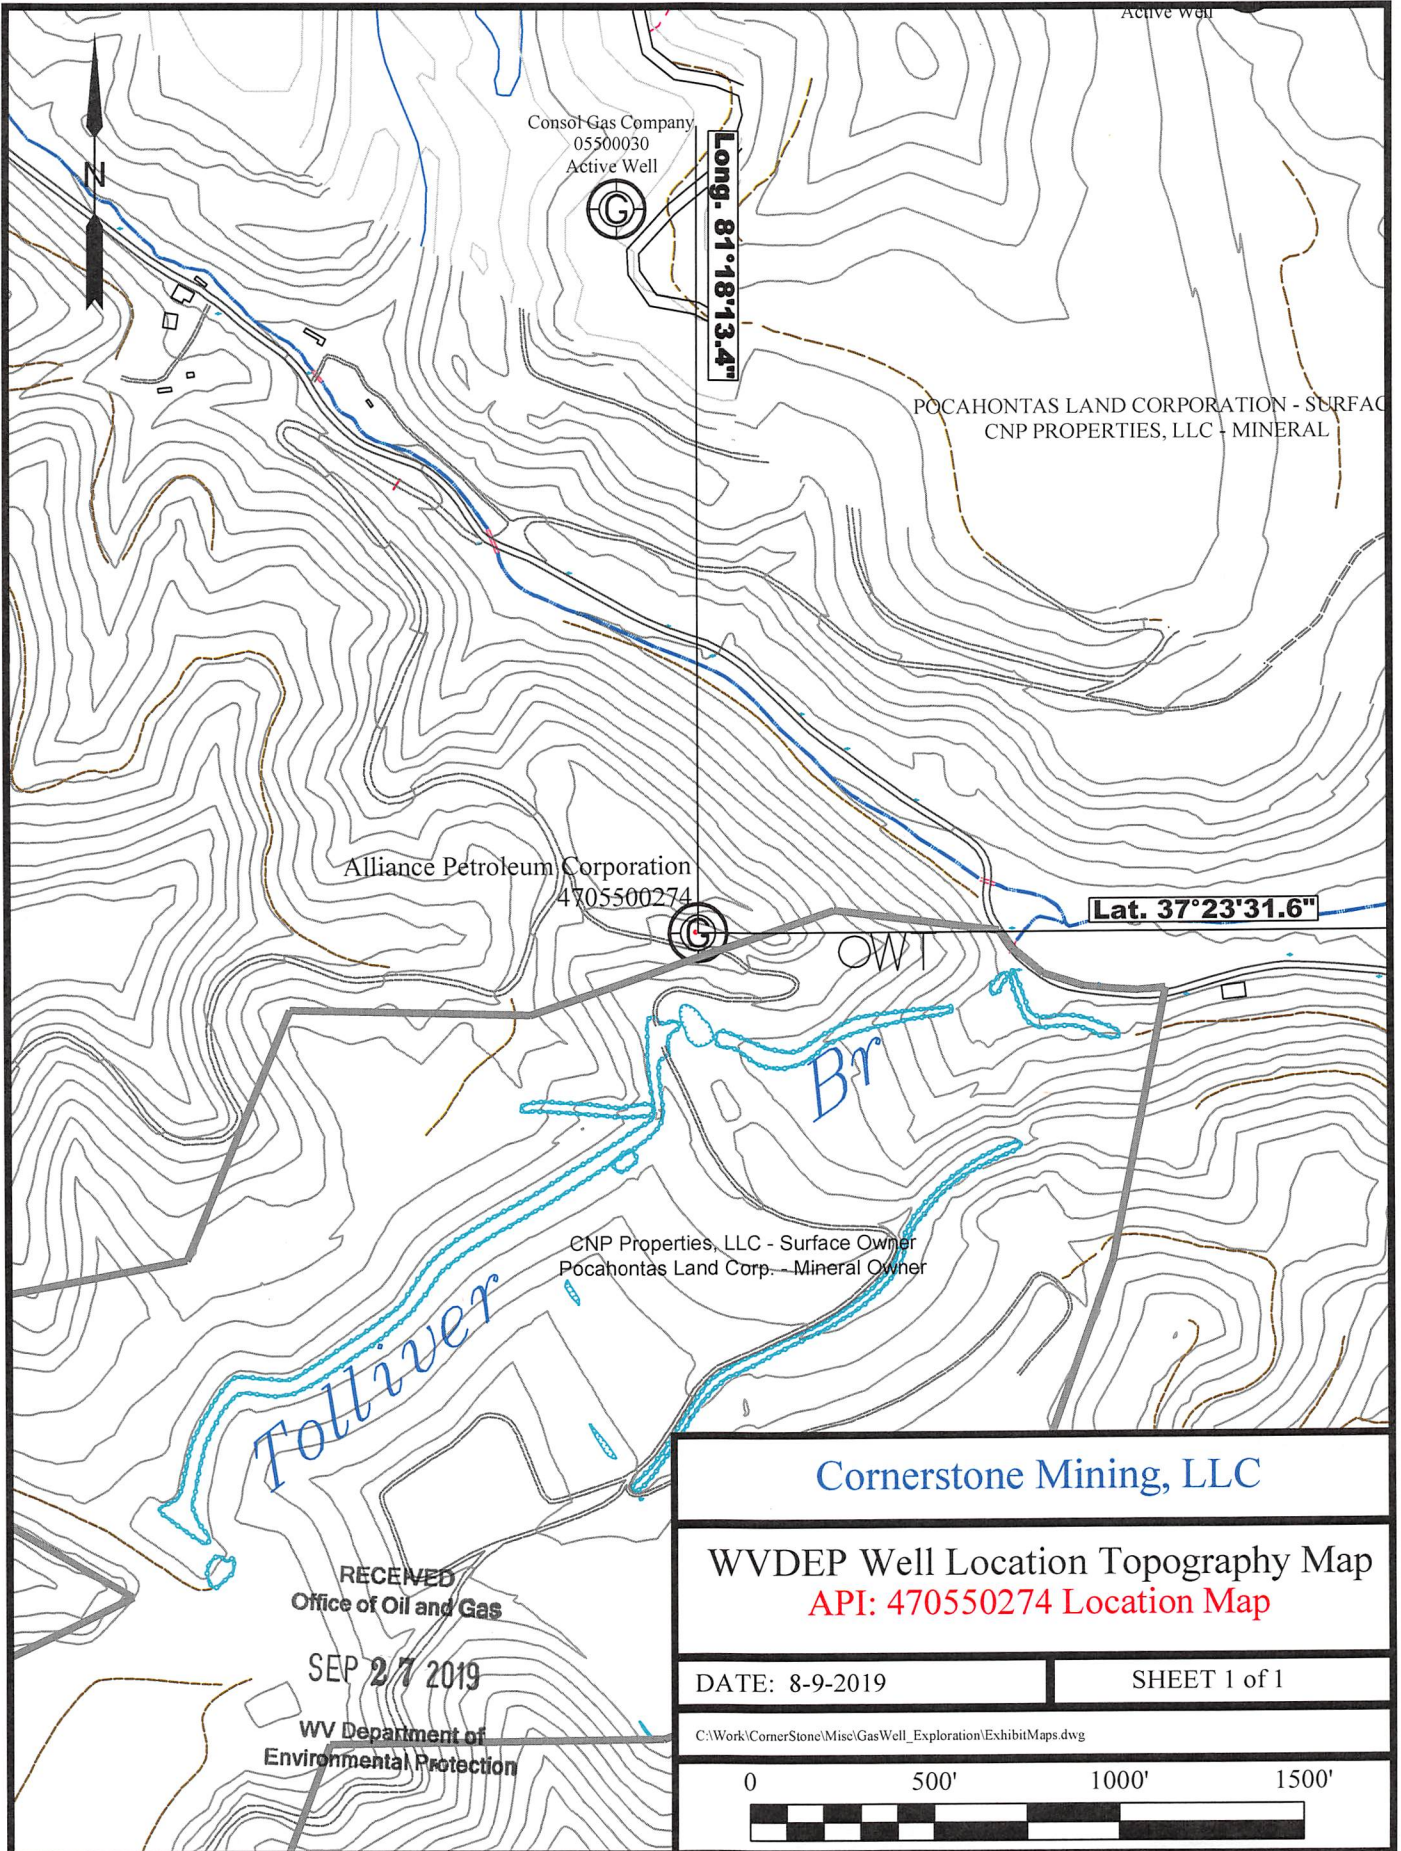 Active Well
N
Consol Gas Company
05500030
Active Well
G
Long. 81°18'13.4"
POCAHONTAS LAND CORPORATION - SURFAC
CNP PROPERTIES, LLC - MINERAL
Alliance Petroleum Corporation
4705500274
G
Lat. 37°23'31.6"
OW1
Br
CNP Properties, LLC - Surface Owner
Pocahontas Land Corp. - Mineral Owner
Tolliver
RECEIVED
Office of Oil and Gas
SEP 27 2019
WV Department of
Environmental Protection
Cornerstone Mining, LLC
WVDEP Well Location Topography Map
API: 470550274 Location Map
DATE: 8-9-2019
SHEET 1 of 1
C:\Work\CornerStone\Misc\GasWell_Exploration\ExhibitMaps.dwg
0 500' 1000' 1500'